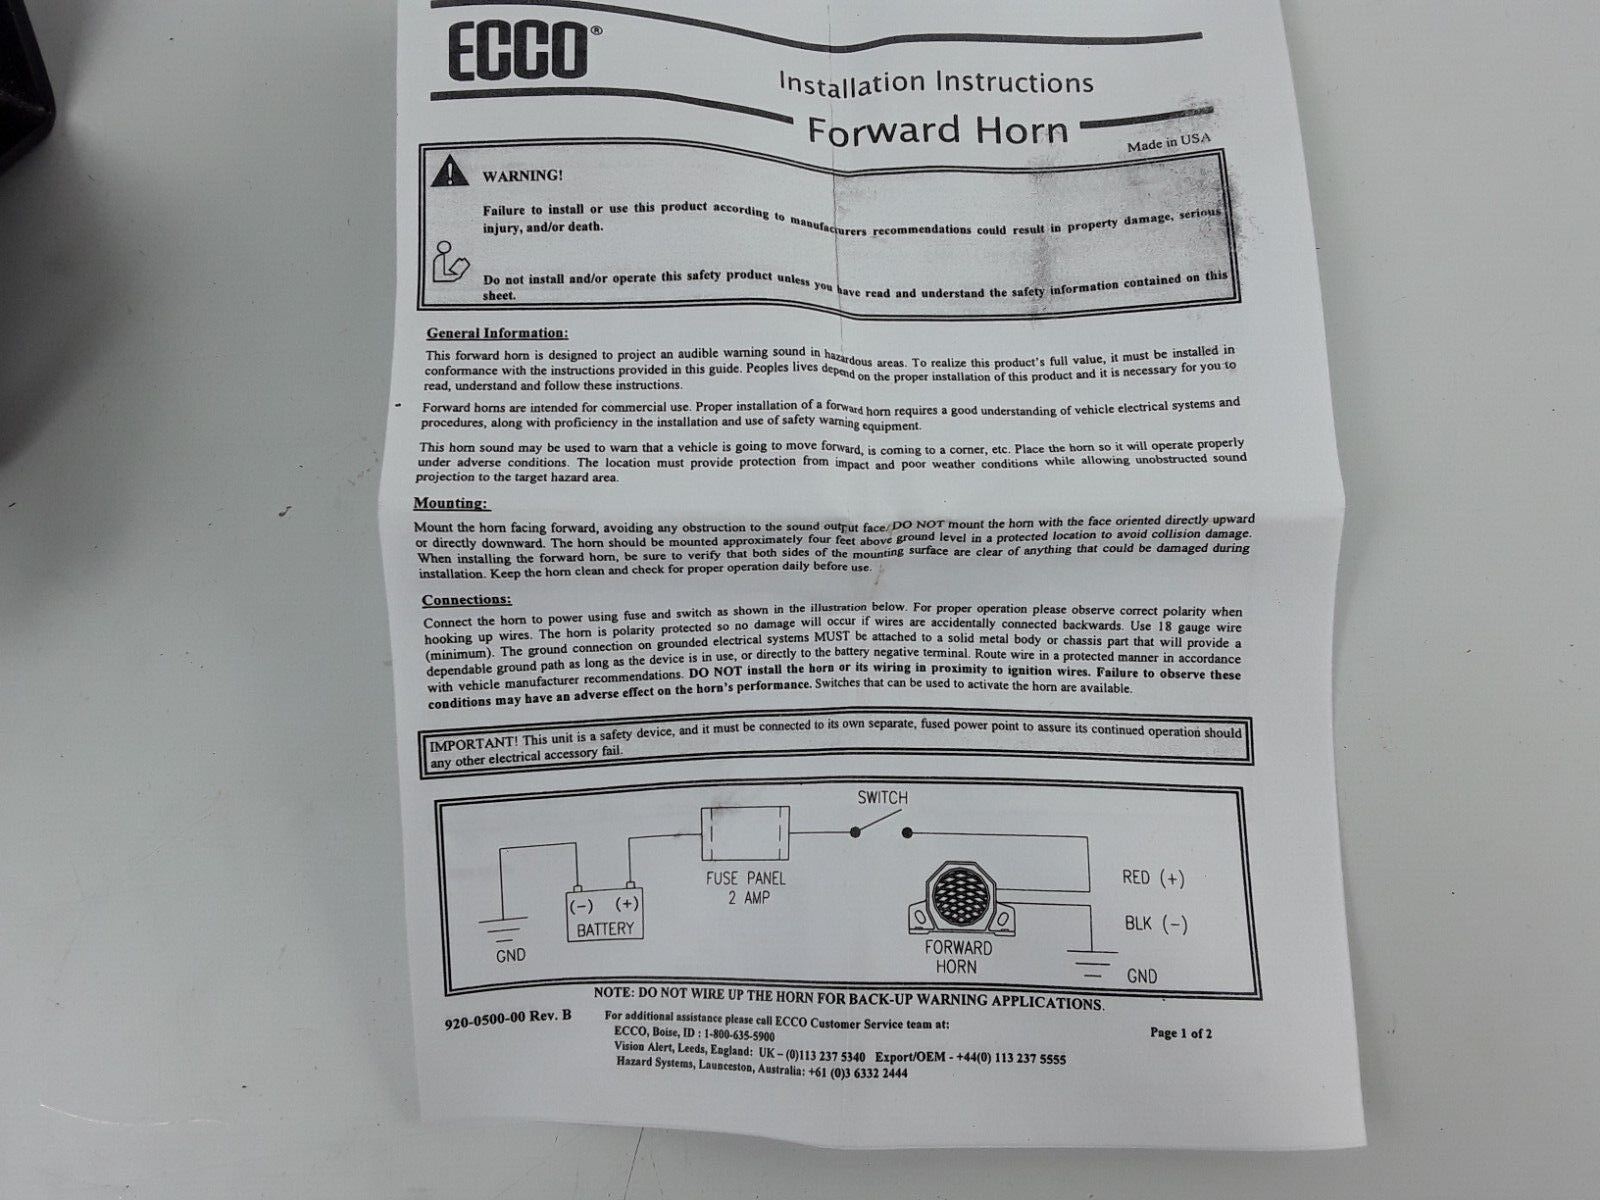 ECCO®
Installation Instructions
Forward Horn
Made in USA
WARNING!
Failure to install or use this product according to manufacturers recommendations could result in property damage, serious
injury, and/or death.
Do not install and/or operate this safety product unless you have read and understand the safety information contained on this
sheet.
General Information:
This forward horn is designed to project an audible warning sound in hazardous areas. To realize this product's full value, it must be installed in
conformance with the instructions provided in this guide. Peoples lives depend on the proper installation of this product and it is necessary for you to
read, understand and follow these instructions.
Forward horns are intended for commercial use. Proper installation of a forward horn requires a good understanding of vehicle electrical systems and
procedures, along with proficiency in the installation and use of safety warning equipment.
This horn sound may be used to warn that a vehicle is going to move forward, is coming to a corner, etc. Place the horn so it will operate properly
under adverse conditions. The location must provide protection from impact and poor weather conditions while allowing unobstructed sound
projection to the target hazard area.
Mounting:
Mount the horn facing forward, avoiding any obstruction to the sound output face/ DO NOT mount the horn with the face oriented directly upward
or directly downward. The horn should be mounted approximately four feet above ground level in a protected location to avoid collision damage.
When installing the forward horn, be sure to verify that both sides of the mounting surface are clear of anything that could be damaged during
installation. Keep the horn clean and check for proper operation daily before use.
Connections:
Connect the horn to power using fuse and switch as shown in the illustration below. For proper operation please observe correct polarity when
hooking up wires. The horn is polarity protected so no damage will occur if wires are accidentally connected backwards. Use 18 gauge wire
(minimum). The ground connection on grounded electrical systems MUST be attached to a solid metal body or chassis part that will provide a
dependable ground path as long as the device is in use, or directly to the battery negative terminal. Route wire in a protected manner in accordance
with vehicle manufacturer recommendations. DO NOT install the horn or its wiring in proximity to ignition wires. Failure to observe these
conditions may have an adverse effect on the horn's performance. Switches that can be used to activate the horn are available.
IMPORTANT! This unit is a safety device, and it must be connected to its own separate, fused power point to assure its continued operation should
any other electrical accessory fail.
SWITCH
FUSE PANEL
2 AMP
(-) (+)
BATTERY
GND
RED (+)
BLK (-)
FORWARD
HORN
GND
NOTE: DO NOT WIRE UP THE HORN FOR BACK-UP WARNING APPLICATIONS.
920-0500-00 Rev. B
For additional assistance please call ECCO Customer Service team at:
ECCO, Boise, ID : 1-800-635-5900
Vision Alert, Leeds, England: UK – (0)113 237 5340 Export/OEM - +44(0) 113 237 5555
Hazard Systems, Launceston, Australia: +61 (0)3 6332 2444
Page 1 of 2